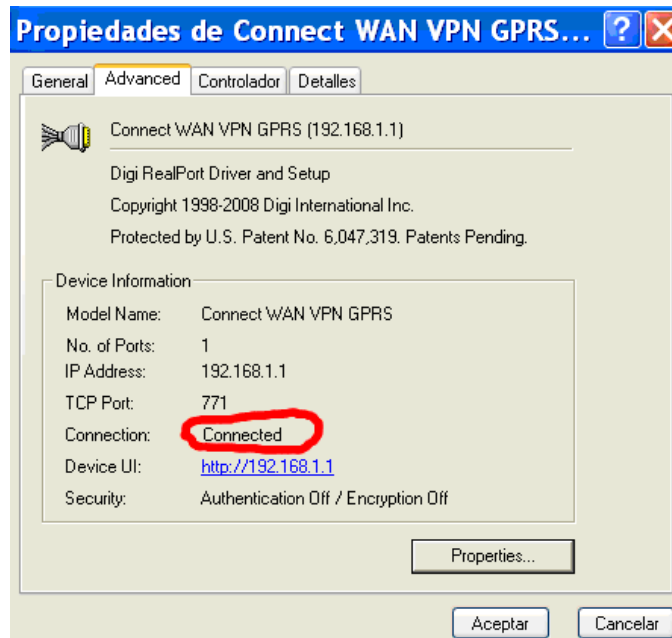 Propiedades de Connect WAN VPN GPRS... ?
General Advanced Controlador Detalles
Connect WAN VPN GPRS (192.168.1.1)
Digi RealPort Driver and Setup
Copyright 1998-2008 Digi International Inc.
Protected by U.S. Patent No. 6,047,319. Patents Pending.
Device Information
Model Name: Connect WAN VPN GPRS
No. of Ports: 1
IP Address: 192.168.1.1
TCP Port: 771
Connection: Connected
Device UI: http://192.168.1.1
Security: Authentication Off / Encryption Off
Properties...
Aceptar Cancelar